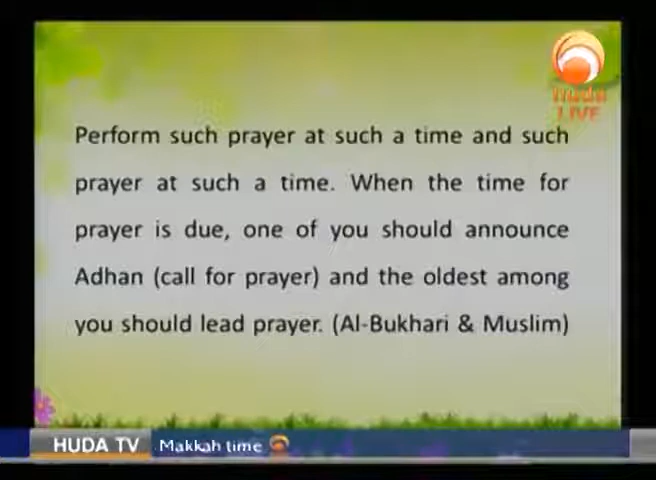 Huda
LIVE
Perform such prayer at such a time and such
prayer at such a time. When the time for
prayer is due, one of you should announce
Adhan (call for prayer) and the oldest among
you should lead prayer. (Al-Bukhari & Muslim)
HUDA TV Makkah time